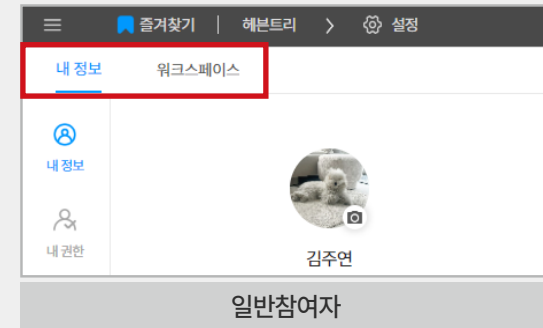 즐겨찾기 | 헤븐트리 > 설정
내 정보 워크스페이스
내 정보
내 권한
김주연
일반참여자